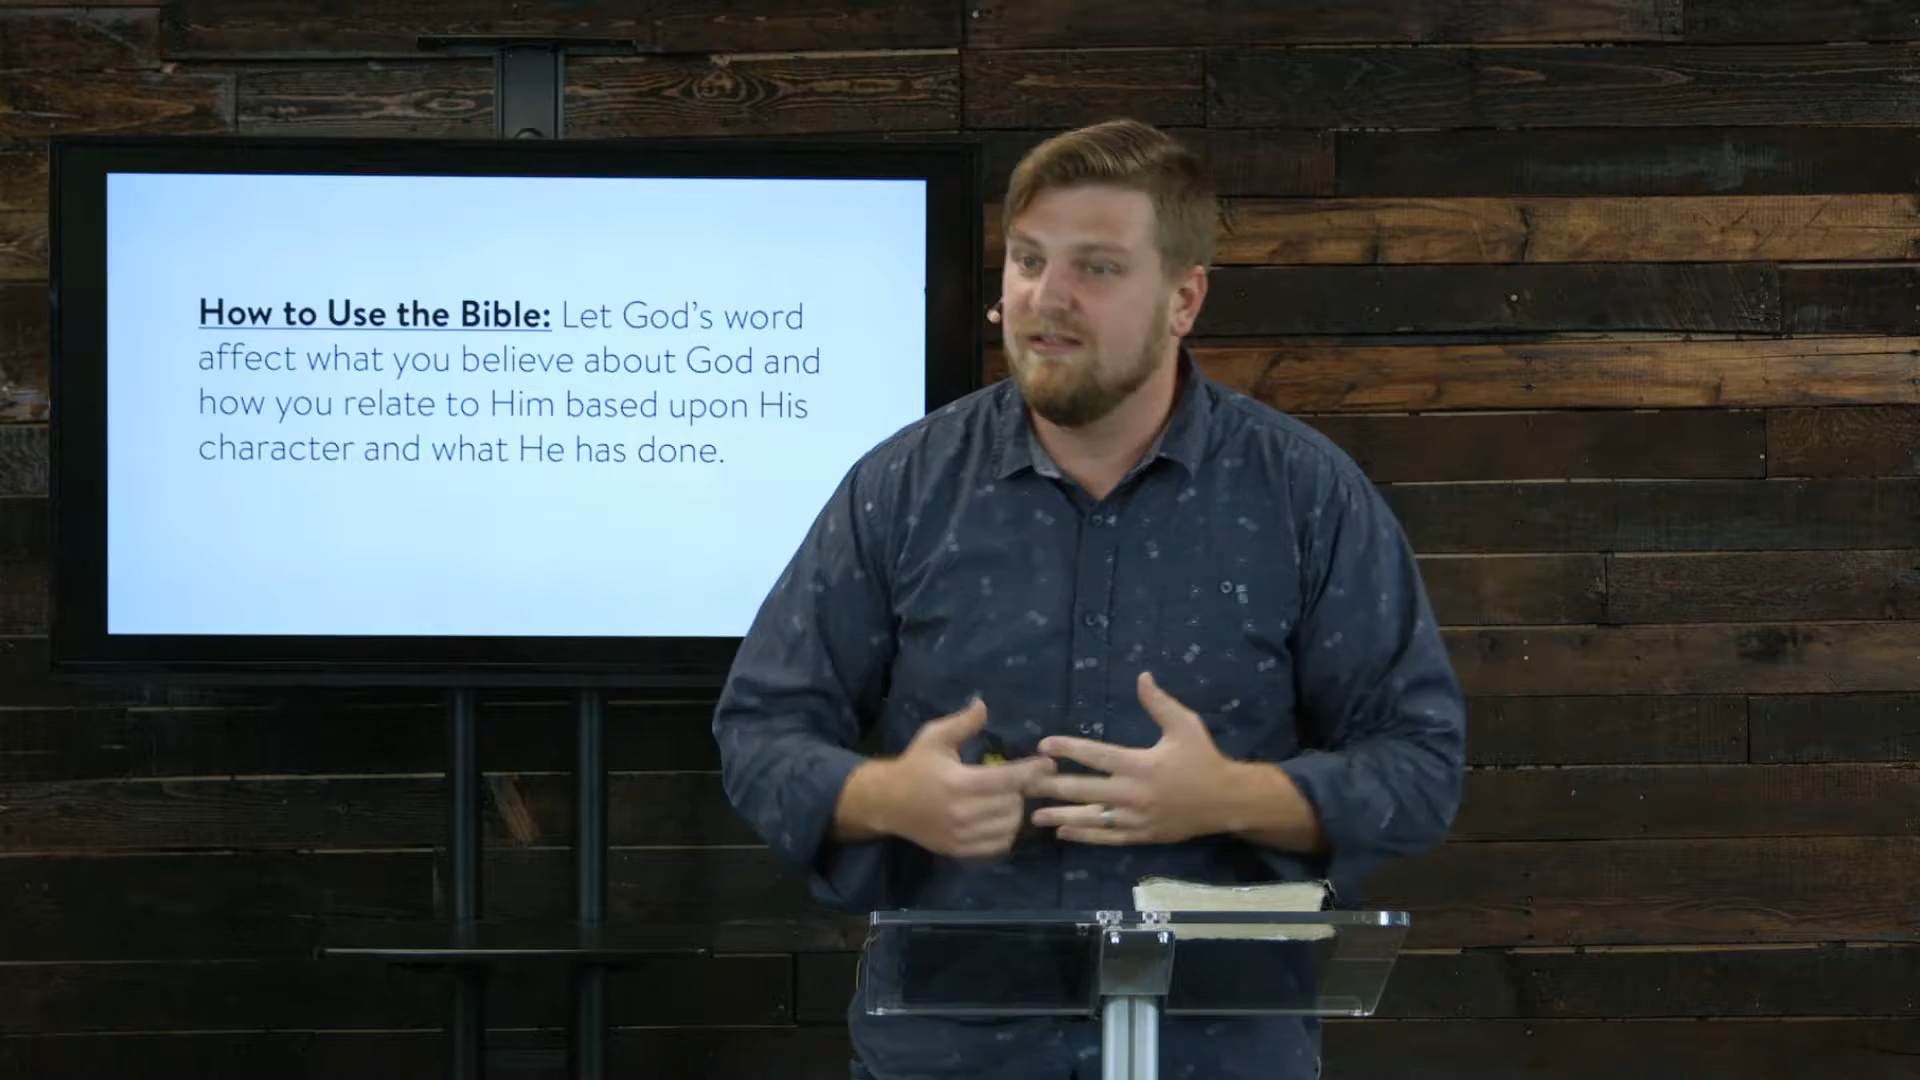 How to Use the Bible: Let God's word
affect what you believe about God and
how you relate to Him based upon His
character and what He has done.